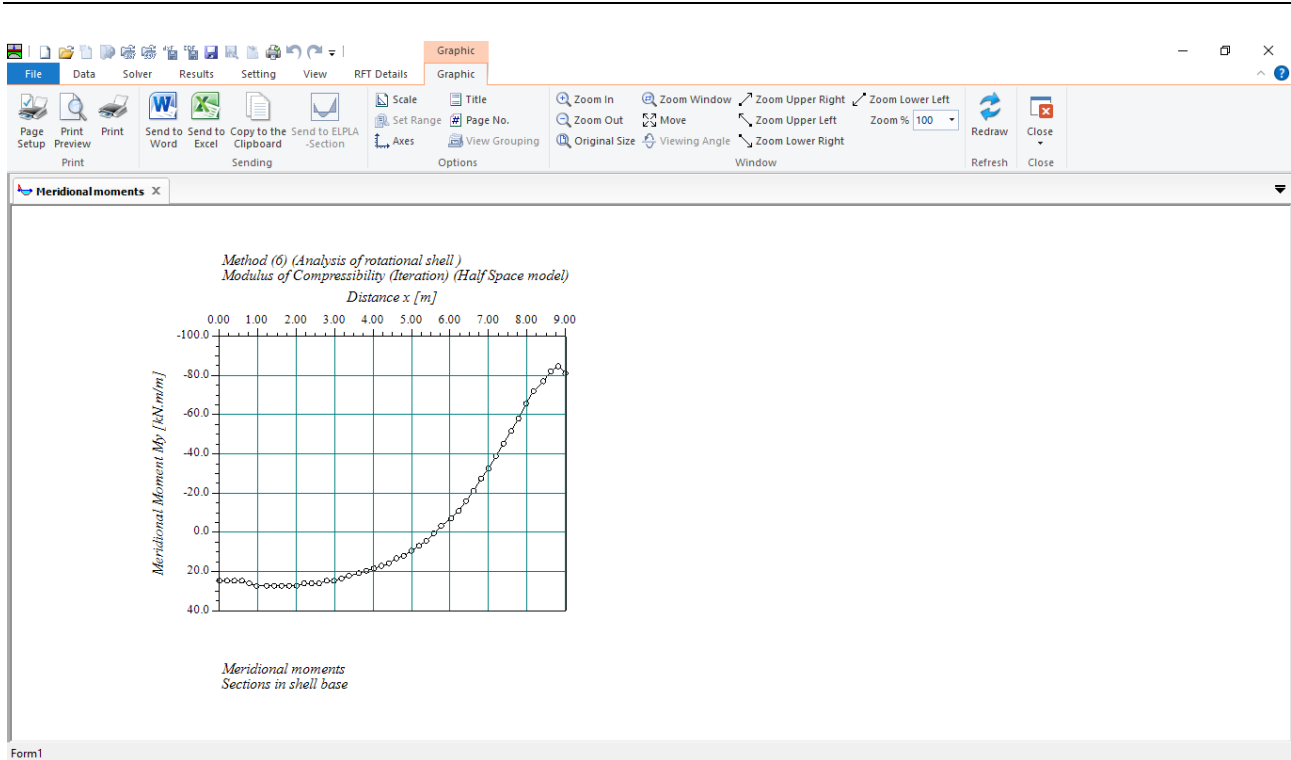 Graphic
File Data Solver Results Setting View RFT Details Graphic
Page Setup
Print Preview
Print
Print
Send to Word
Send to Excel
Copy to the Clipboard
Send to ELPLA -Section
Sending
Scale
Title
Set Range
# Page No.
Axes
View Grouping
Options
Zoom In
Zoom Window
Zoom Upper Right
Zoom Lower Left
Zoom Out
Move
Zoom Upper Left
Zoom % 100
Original Size
Viewing Angle
Zoom Lower Right
Window
Redraw
Refresh
Close
Close
Meridional moments X
Method (6) (Analysis of rotational shell )
Modulus of Compressibility (Iteration) (Half Space model)
Distance x [m]
0.00 1.00 2.00 3.00 4.00 5.00 6.00 7.00 8.00 9.00
-100.0
-80.0
-60.0
-40.0
-20.0
0.0
20.0
40.0
Meridional Moment My [kN.m/m]
Meridional moments
Sections in shell base
Form1